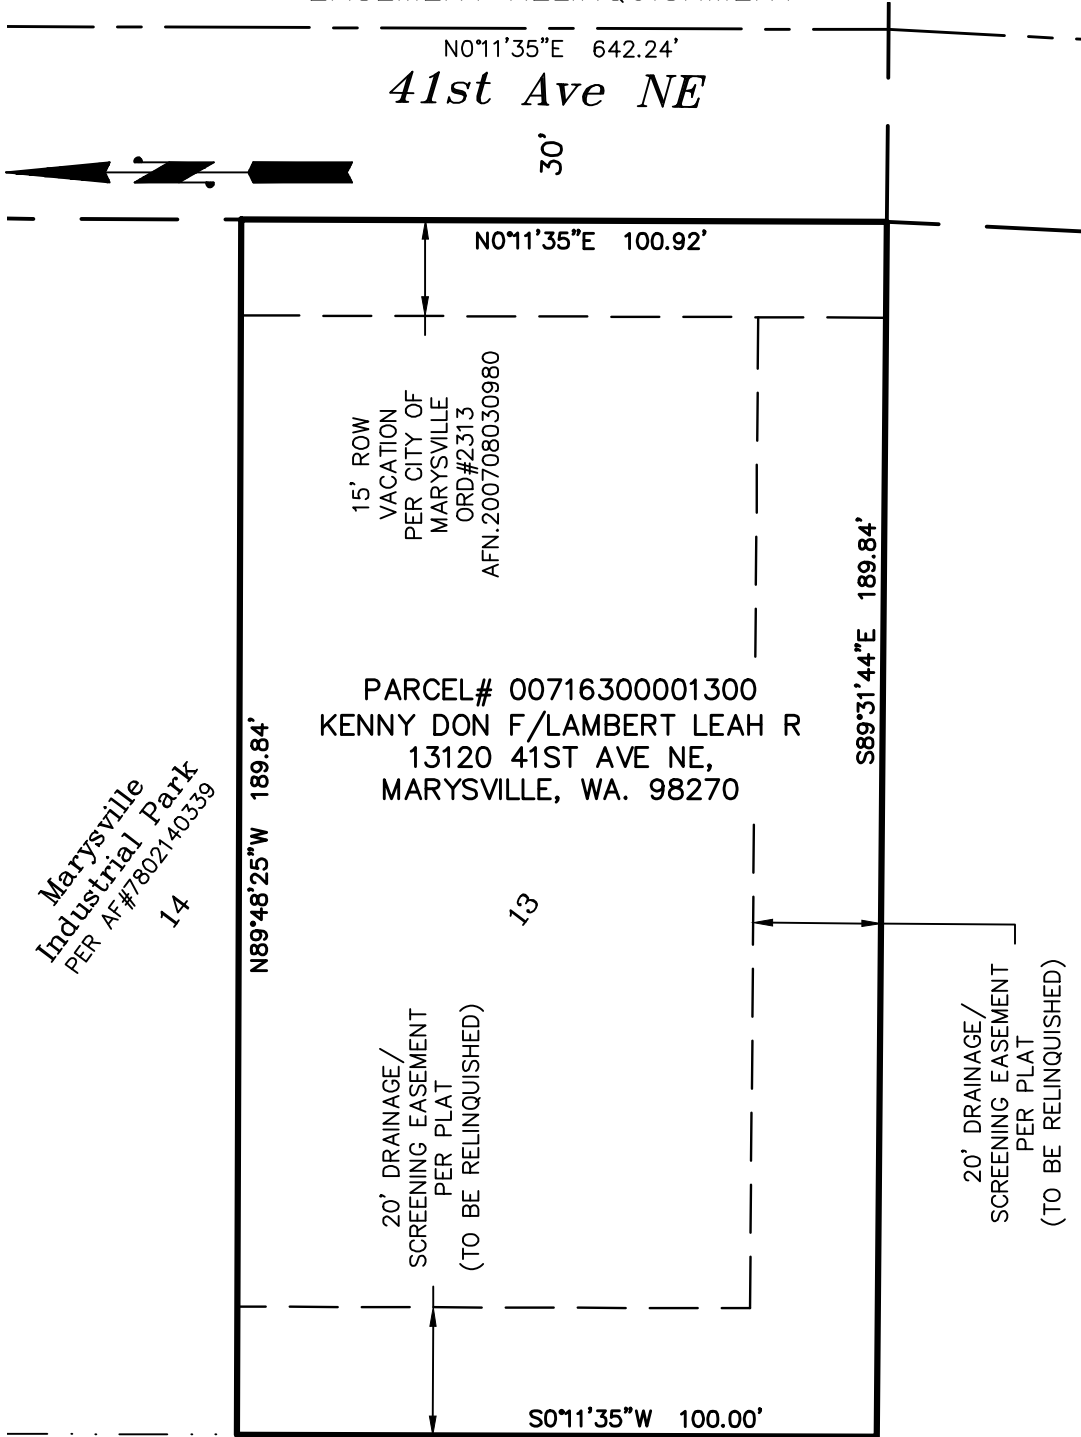 N0°11'35"E 642.24'
41st Ave NE
30'
N0°11'35"E 100.92'
15' ROW
VACATION
PER CITY OF
MARYSVILLE
ORD#2313
AFN.200708030980
S89°31'44"E 189.84'
PARCEL# 00716300001300
KENNY DON F/LAMBERT LEAH R
13120 41ST AVE NE,
MARYSVILLE, WA. 98270
N89°48'25"W 189.84'
Marysville
Industrial Park
PER AF#7802140339
14
13
20' DRAINAGE/
SCREENING EASEMENT
PER PLAT
(TO BE RELINQUISHED)
20' DRAINAGE/
SCREENING EASEMENT
PER PLAT
(TO BE RELINQUISHED)
S0°11'35"W 100.00'